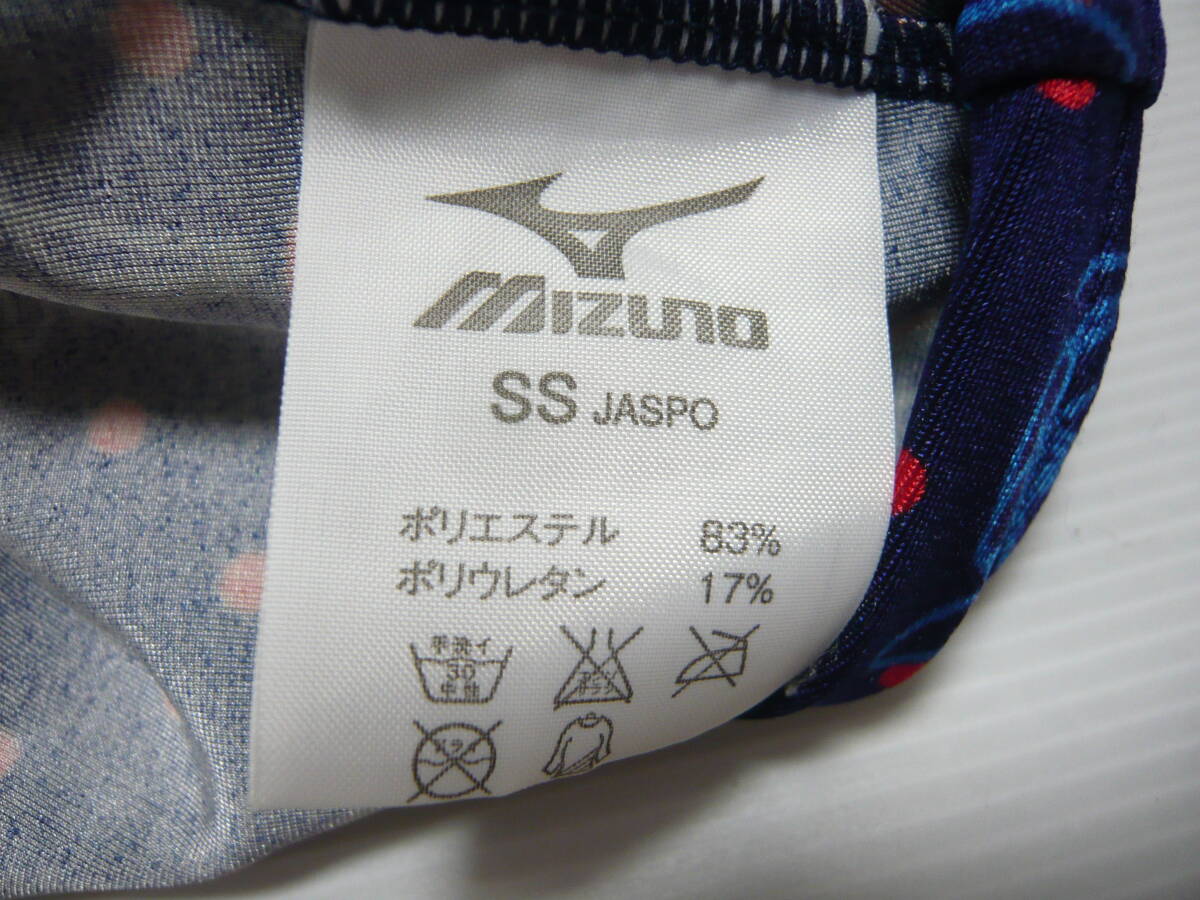 MIZUNO
SS JASPO
ポリエステル 83%
ポリウレタン 17%
手洗イ
30
中性